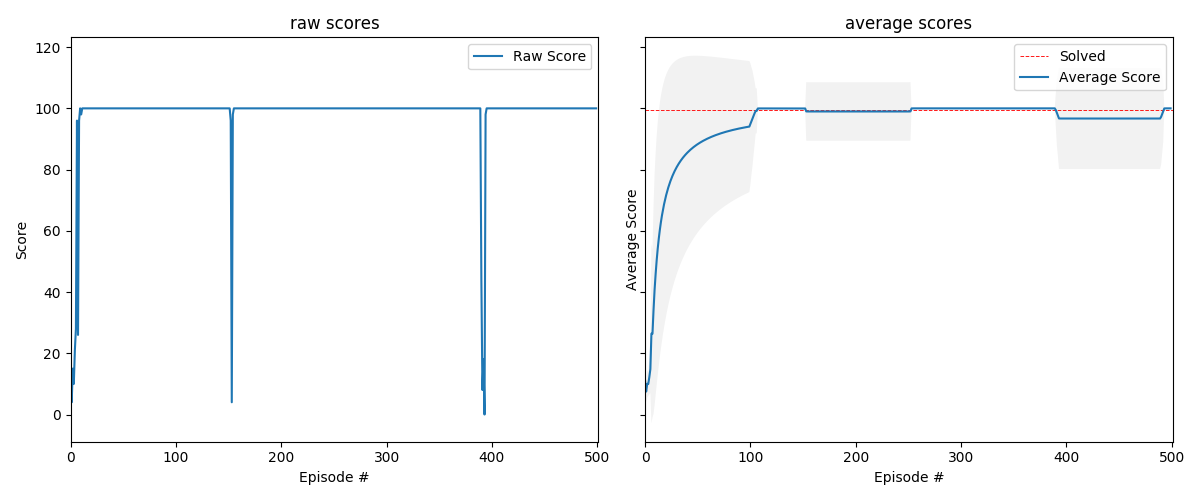 raw scores
Raw Score
120
100
80
60
40
20
0
Score
0 100 200 300 400 500
Episode #
average scores
Solved
Average Score
Average Score
0 100 200 300 400 500
Episode #